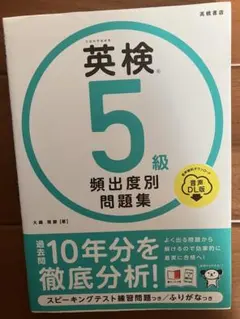 高橋書店
英検®
5級
頻出度別
問題集
音声
DL版
過去問
10年分を
徹底分析!
よく出る問題から
解けるので効率的に
着実に合格へ!
スピーキングテスト練習問題つき/ふりがなつき